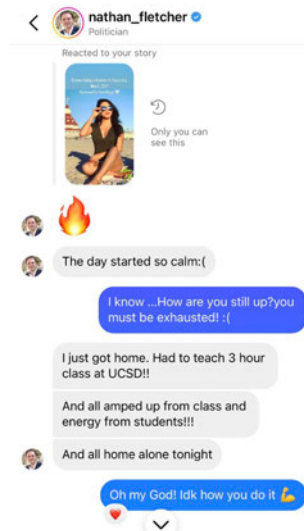 nathan_fletcher
Politician
Reacted to your story
Only you can
see this
The day started so calm:(
I know ...How are you still up?you
must be exhausted! :(
I just got home. Had to teach 3 hour
class at UCSD!!
And all amped up from class and
energy from students!!!
And all home alone tonight
Oh my God! Idk how you do it 💪